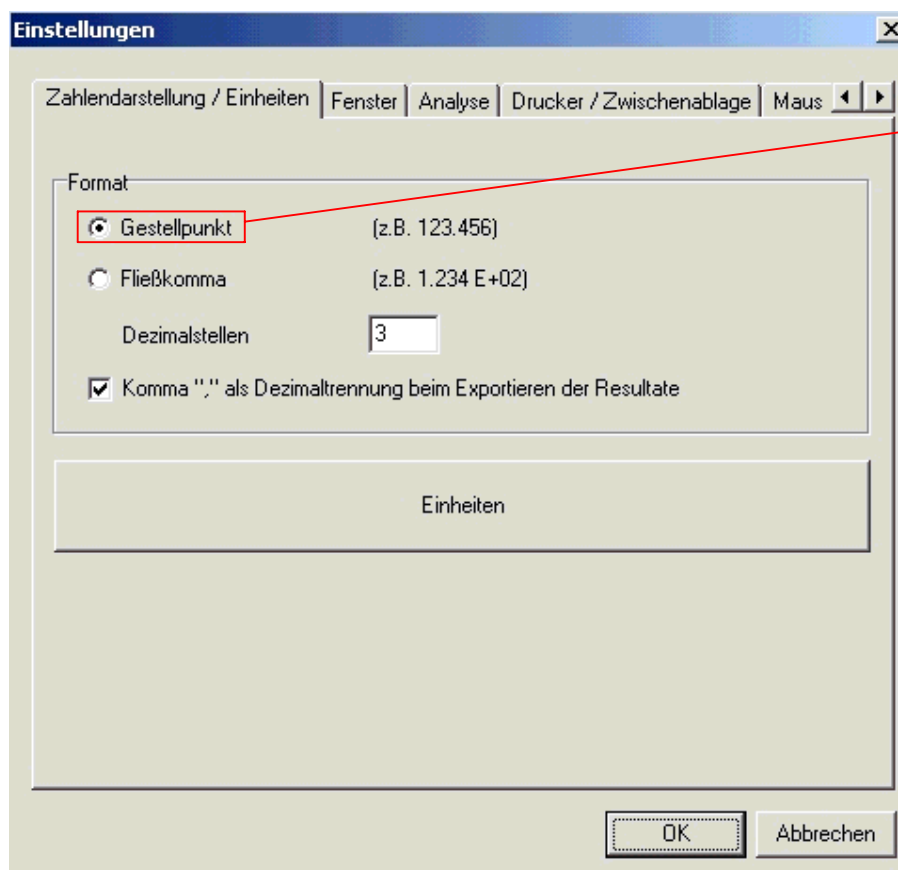 Einstellungen
Zahlendarstellung / Einheiten Fenster Analyse Drucker / Zwischenablage Maus
Format
Gestellpunkt (z.B. 123.456)
Fließkomma (z.B. 1.234 E+02)
Dezimalstellen 3
Komma "," als Dezimaltrennung beim Exportieren der Resultate
Einheiten
OK Abbrechen